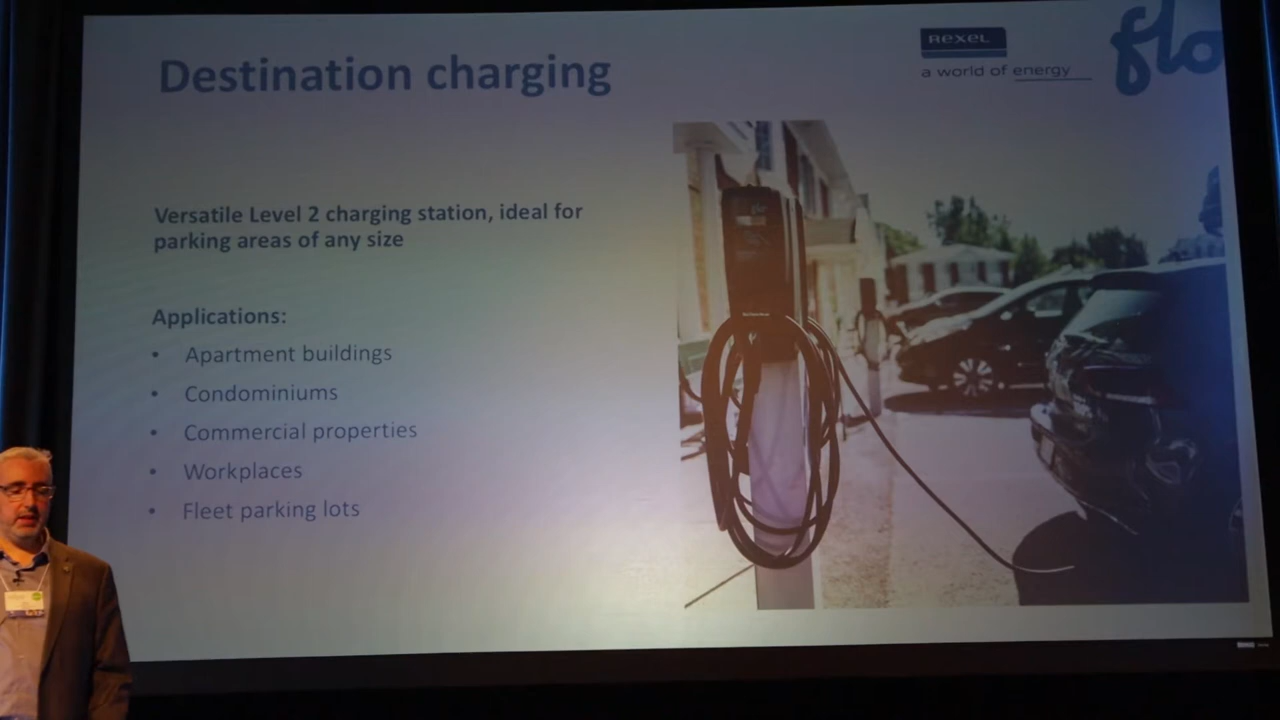 Destination charging
REXEL
a world of energy
flo
Versatile Level 2 charging station, ideal for
parking areas of any size
Applications:
• Apartment buildings
• Condominiums
• Commercial properties
• Workplaces
• Fleet parking lots